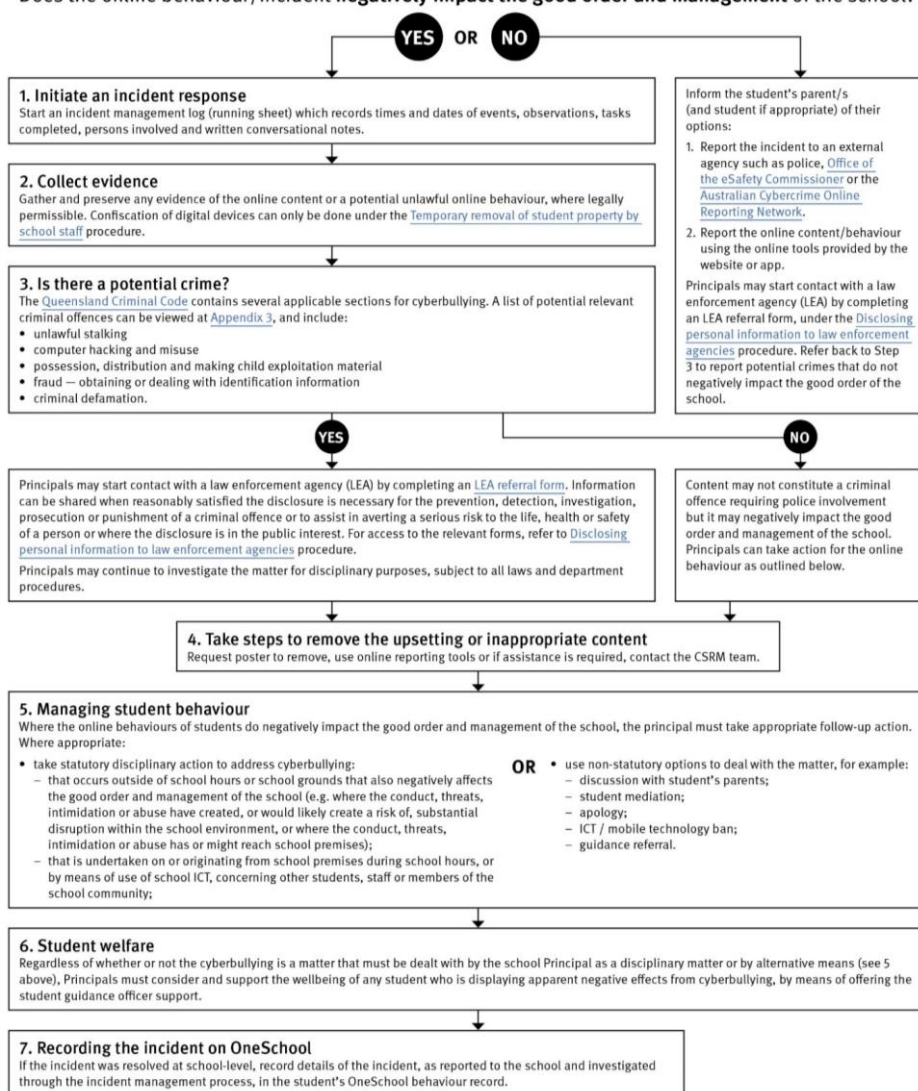 Does the online behaviour/incident negatively impact the good order and management of the school?
YES OR NO
1. Initiate an incident response
Start an incident management log (running sheet) which records times and dates of events, observations, tasks
completed, persons involved and written conversational notes.
2. Collect evidence
Gather and preserve any evidence of the online content or a potential unlawful online behaviour, where legally
permissible. Confiscation of digital devices can only be done under the Temporary removal of student property by
school staff procedure.
3. Is there a potential crime?
The Queensland Criminal Code contains several applicable sections for cyberbullying. A list of potential relevant
criminal offences can be viewed at Appendix 3, and include:
• unlawful stalking
• computer hacking and misuse
• possession, distribution and making child exploitation material
• fraud — obtaining or dealing with identification information
• criminal defamation.
Inform the student's parent/s
(and student if appropriate) of their
options:
1. Report the incident to an external
agency such as police, Office of
the eSafety Commissioner or the
Australian Cybercrime Online
Reporting Network.
2. Report the online content/behaviour
using the online tools provided by the
website or app.
Principals may start contact with a law
enforcement agency (LEA) by completing
an LEA referral form, under the Disclosing
personal information to law enforcement
agencies procedure. Refer back to Step
3 to report potential crimes that do not
negatively impact the good order of the
school.
YES
NO
Principals may start contact with a law enforcement agency (LEA) by completing an LEA referral form. Information
can be shared when reasonably satisfied the disclosure is necessary for the prevention, detection, investigation,
prosecution or punishment of a criminal offence or to assist in averting a serious risk to the life, health or safety
of a person or where the disclosure is in the public interest. For access to the relevant forms, refer to Disclosing
personal information to law enforcement agencies procedure.
Principals may continue to investigate the matter for disciplinary purposes, subject to all laws and department
procedures.
Content may not constitute a criminal
offence requiring police involvement
but it may negatively impact the good
order and management of the school.
Principals can take action for the online
behaviour as outlined below.
4. Take steps to remove the upsetting or inappropriate content
Request poster to remove, use online reporting tools or if assistance is required, contact the CSRM team.
5. Managing student behaviour
Where the online behaviours of students do negatively impact the good order and management of the school, the principal must take appropriate follow-up action.
Where appropriate:
• take statutory disciplinary action to address cyberbullying:
– that occurs outside of school hours or school grounds that also negatively affects
the good order and management of the school (e.g. where the conduct, threats,
intimidation or abuse have created, or would likely create a risk of, substantial
disruption within the school environment, or where the conduct, threats,
intimidation or abuse has or might reach school premises);
– that is undertaken on or originating from school premises during school hours, or
by means of use of school ICT, concerning other students, staff or members of the
school community;
OR
• use non-statutory options to deal with the matter, for example:
– discussion with student's parents;
– student mediation;
– apology;
– ICT / mobile technology ban;
– guidance referral.
6. Student welfare
Regardless of whether or not the cyberbullying is a matter that must be dealt with by the school Principal as a disciplinary matter or by alternative means (see 5
above), Principals must consider and support the wellbeing of any student who is displaying apparent negative effects from cyberbullying, by means of offering the
student guidance officer support.
7. Recording the incident on OneSchool
If the incident was resolved at school-level, record details of the incident, as reported to the school and investigated
through the incident management process, in the student's OneSchool behaviour record.